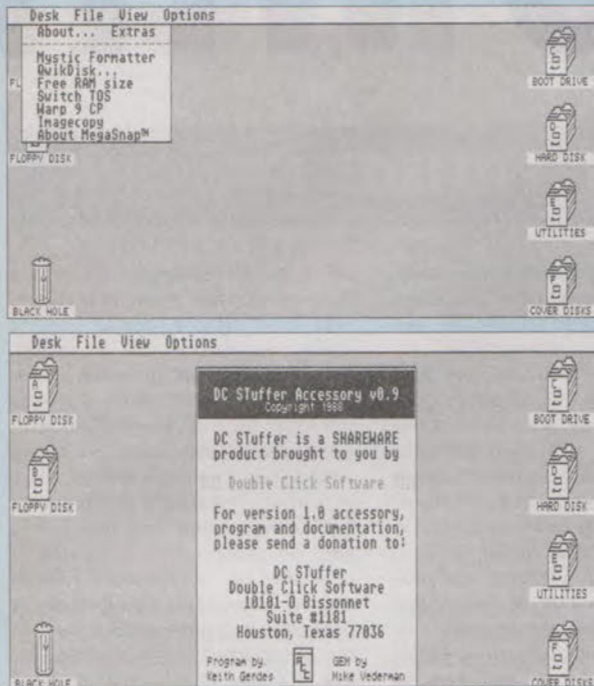 Desk File View Options
About... Extras
Mystic Formatter
QwikDisk...
Free RAM size
Switch TOS
Warp 9 CP
Imagecopy
About MegaSnap™
FL
FLOPPY DISK
BLACK HOLE
C
BOOT DRIVE
D
HARD DISK
E
UTILITIES
F
COVER DISKS
Desk File View Options
A
FLOPPY DISK
B
FLOPPY DISK
BLACK HOLE
DC STuffer Accessory v0.9
Copyright 1988
DC STuffer is a SHAREWARE
product brought to you by
Double Click Software
For version 1.0 accessory,
program and documentation,
please send a donation to:
DC STuffer
Double Click Software
10101-O Bissonnet
Suite #1181
Houston, Texas 77036
Program by
Keith Gerdes
GEM by
Mike Vederman
C
BOOT DRIVE
D
HARD DISK
E
UTILITIES
F
COVER DISKS